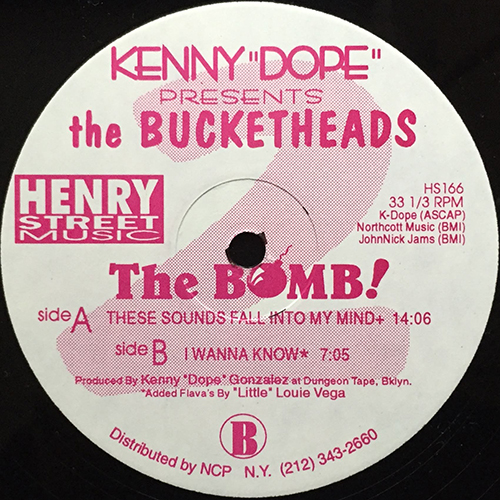 KENNY "DOPE"
PRESENTS
the BUCKETHEADS
2
HENRY
STREET
MUSIC
HS166
33 1/3 RPM
K-Dope (ASCAP)
Northcott Music (BMI)
JohnNick Jams (BMI)
The BOMB!
side A THESE SOUNDS FALL INTO MY MIND+ 14:06
side B I WANNA KNOW* 7:05
Produced By Kenny "Dope" Gonzalez at Dungeon Tape, Bklyn.
*Added Flava's By "Little" Louie Vega
B
Distributed by NCP N.Y. (212) 343-2660